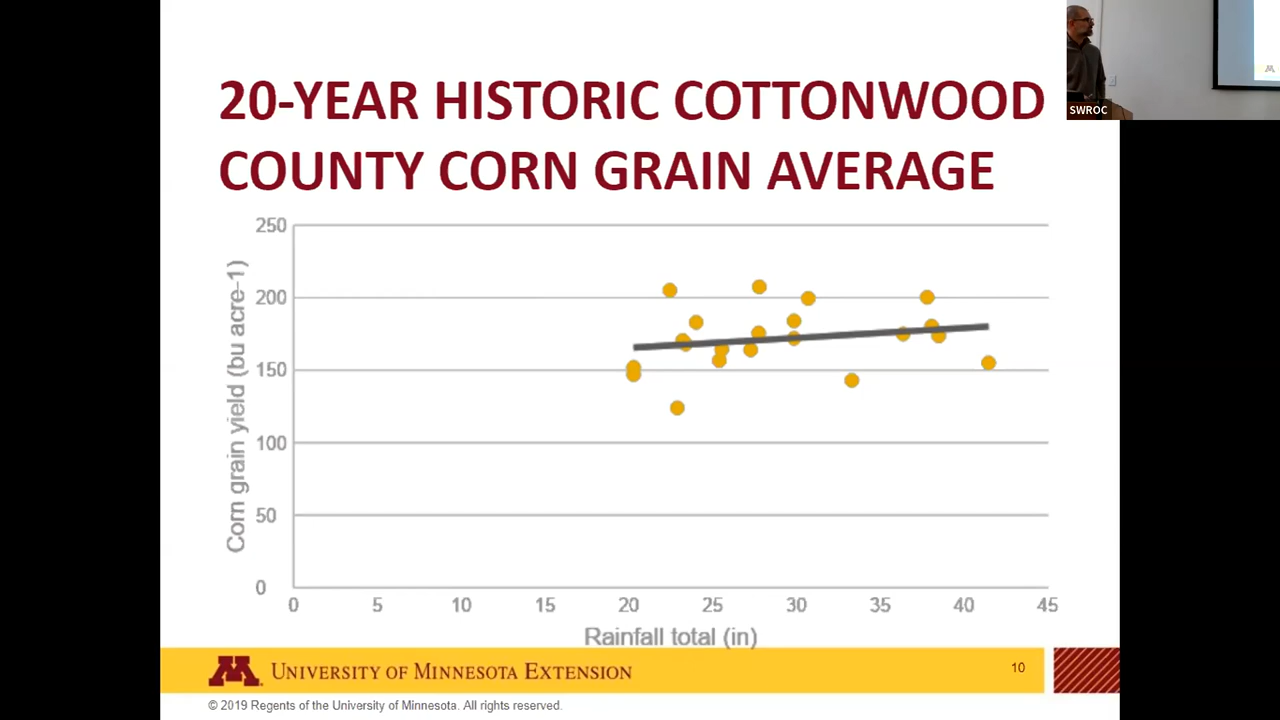 20-YEAR HISTORIC COTTONWOOD
COUNTY CORN GRAIN AVERAGE
SWROC
250
200
150
100
50
0
Corn grain yield (bu acre-1)
0 5 10 15 20 25 30 35 40 45
Rainfall total (in)
M UNIVERSITY OF MINNESOTA EXTENSION
10
© 2019 Regents of the University of Minnesota. All rights reserved.